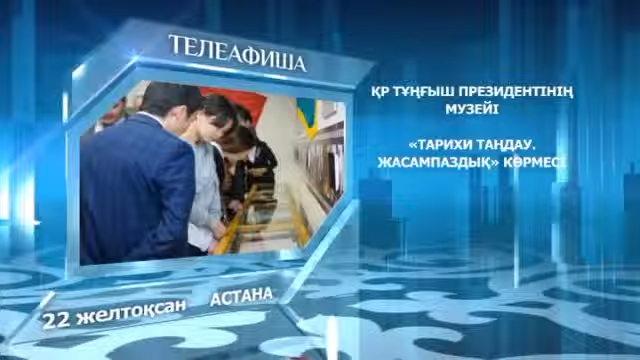 ТЕЛЕАФИША
ҚР ТҰҢҒЫШ ПРЕЗИДЕНТІНІҢ
МУЗЕЙІ
«ТАРИХИ ТАҢДАУ.
ЖАСАМПАЗДЫҚ» КӨРМЕСІ
22 желтоқсан АСТАНА